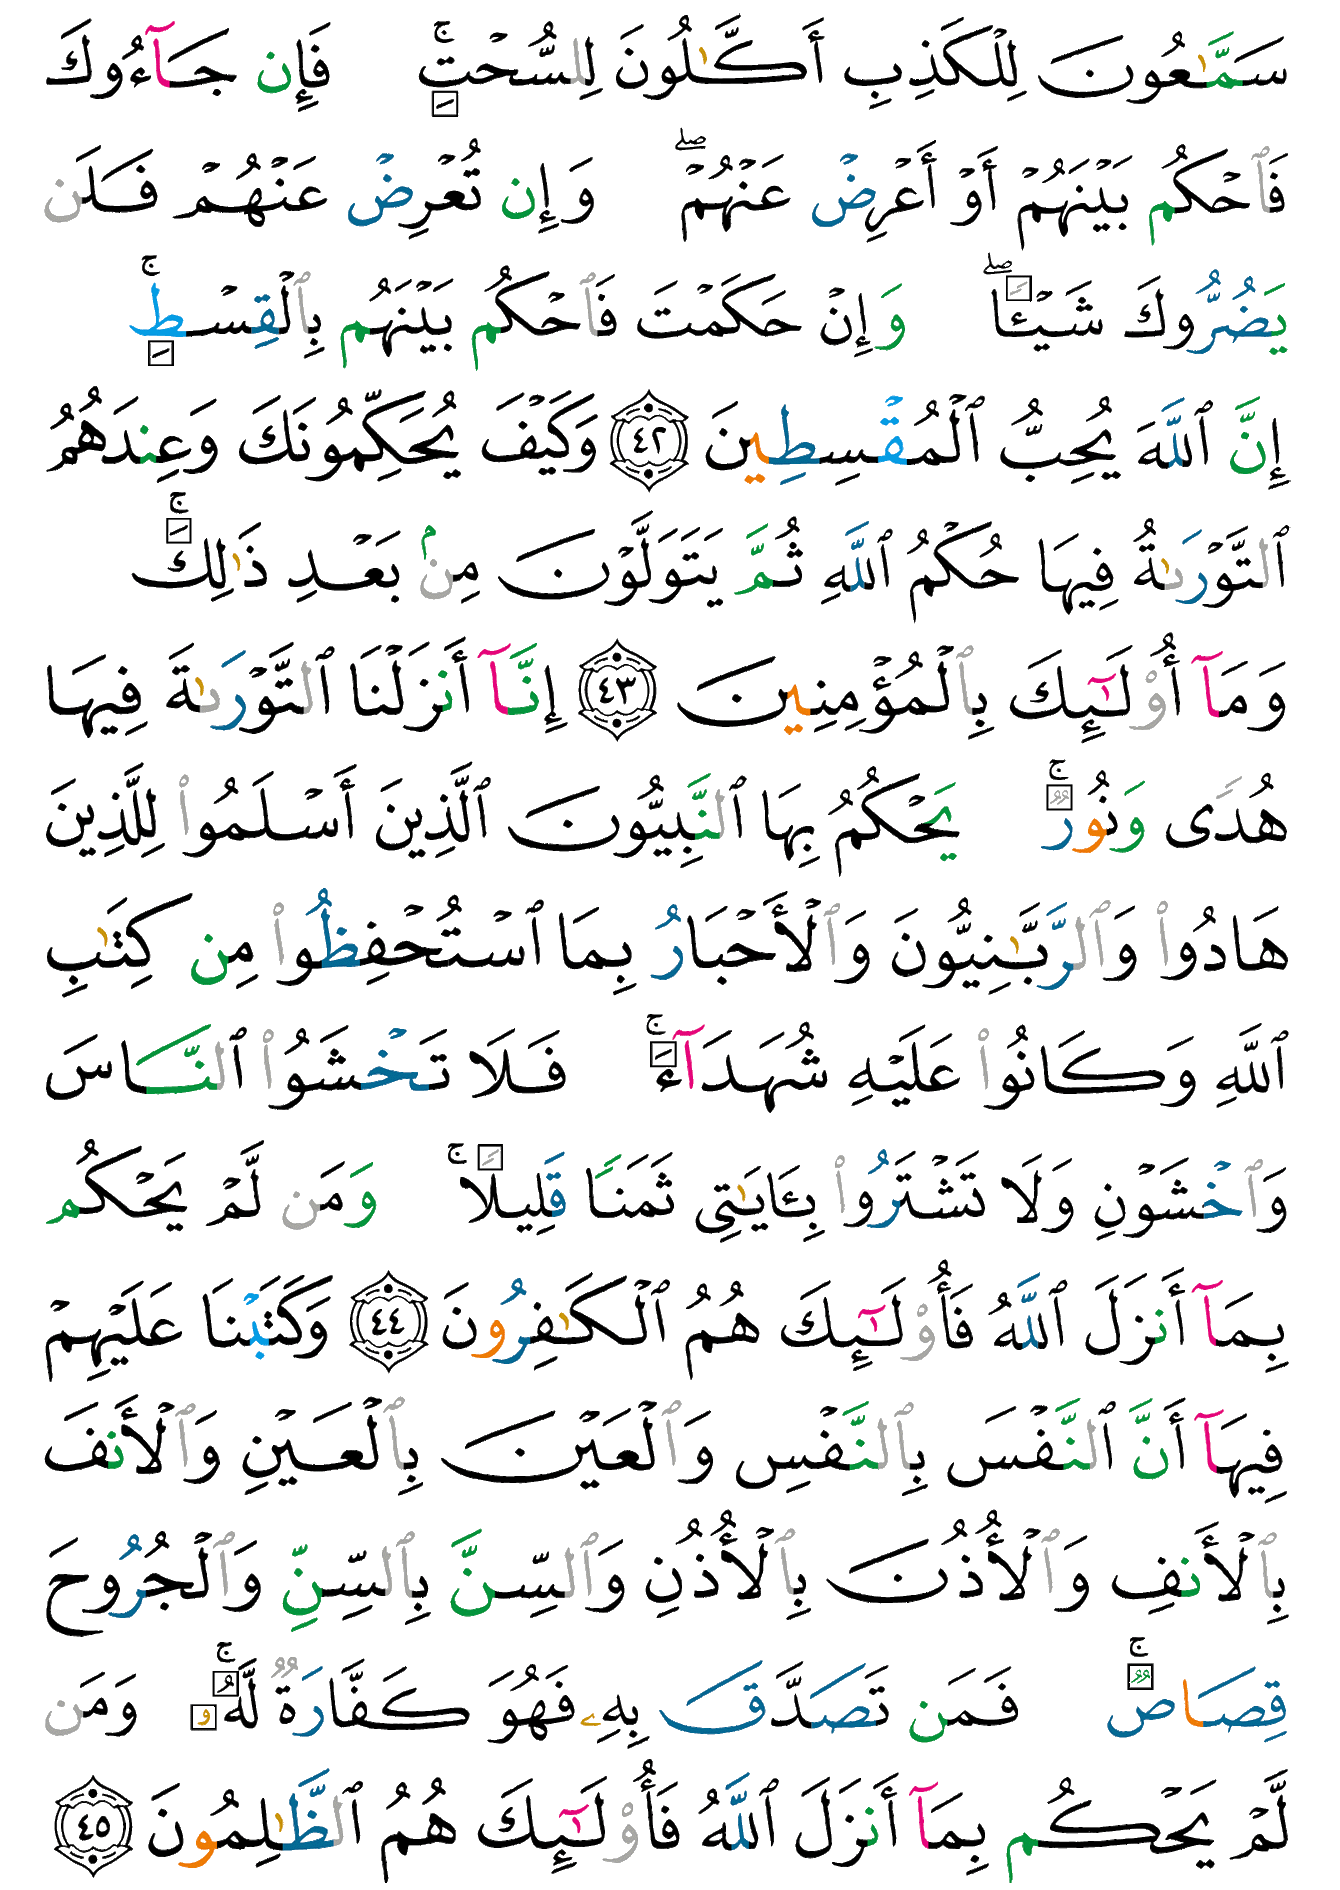 سَمَّـٰعُونَ لِلْكَذِبِ أَكَّـٰلُونَ لِلسُّحْتِ ۚ فَإِن جَآءُوكَ
فَٱحْكُم بَيْنَهُمْ أَوْ أَعْرِضْ عَنْهُمْ ۖ وَإِن تُعْرِضْ عَنْهُمْ فَلَن
يَضُرُّوكَ شَيْـًٔا ۖ وَإِنْ حَكَمْتَ فَٱحْكُم بَيْنَهُم بِٱلْقِسْطِ ۚ
إِنَّ ٱللَّهَ يُحِبُّ ٱلْمُقْسِطِينَ ٤٢ وَكَيْفَ يُحَكِّمُونَكَ وَعِندَهُمُ
ٱلتَّوْرَىٰةُ فِيهَا حُكْمُ ٱللَّهِ ثُمَّ يَتَوَلَّوْنَ مِنۢ بَعْدِ ذَٰلِكَ ۚ
وَمَآ أُو۟لَـٰٓئِكَ بِٱلْمُؤْمِنِينَ ٤٣ إِنَّآ أَنزَلْنَا ٱلتَّوْرَىٰةَ فِيهَا
هُدًى وَنُورٌ ۚ يَحْكُمُ بِهَا ٱلنَّبِيُّونَ ٱلَّذِينَ أَسْلَمُوا۟ لِلَّذِينَ
هَادُوا۟ وَٱلرَّبَّـٰنِيُّونَ وَٱلْأَحْبَارُ بِمَا ٱسْتُحْفِظُوا۟ مِن كِتَـٰبِ
ٱللَّهِ وَكَانُوا۟ عَلَيْهِ شُهَدَآءَ ۚ فَلَا تَخْشَوُا۟ ٱلنَّاسَ
وَٱخْشَوْنِ وَلَا تَشْتَرُوا۟ بِـَٔايَـٰتِى ثَمَنًا قَلِيلًا ۚ وَمَن لَّمْ يَحْكُم
بِمَآ أَنزَلَ ٱللَّهُ فَأُو۟لَـٰٓئِكَ هُمُ ٱلْكَـٰفِرُونَ ٤٤ وَكَتَبْنَا عَلَيْهِمْ
فِيهَآ أَنَّ ٱلنَّفْسَ بِٱلنَّفْسِ وَٱلْعَيْنَ بِٱلْعَيْنِ وَٱلْأَنفَ
بِٱلْأَنفِ وَٱلْأُذُنَ بِٱلْأُذُنِ وَٱلسِّنَّ بِٱلسِّنِّ وَٱلْجُرُوحَ
قِصَاصٌ ۚ فَمَن تَصَدَّقَ بِهِۦ فَهُوَ كَفَّارَةٌ لَّهُۥ ۚ وَمَن
لَّمْ يَحْكُم بِمَآ أَنزَلَ ٱللَّهُ فَأُو۟لَـٰٓئِكَ هُمُ ٱلظَّـٰلِمُونَ ٤٥